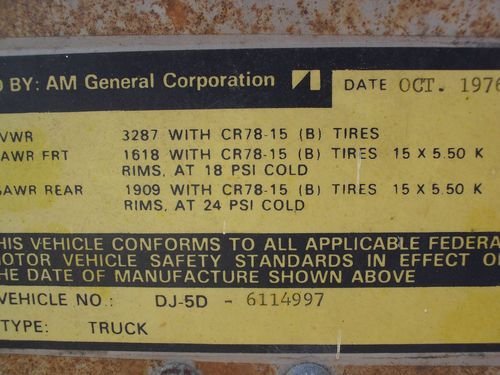 D BY: AM General Corporation DATE OCT. 1976
VWR 3287 WITH CR78-15 (B) TIRES
AWR FRT 1618 WITH CR78-15 (B) TIRES 15 X 5.50 K
RIMS, AT 18 PSI COLD
AWR REAR 1909 WITH CR78-15 (B) TIRES 15 X 5.50 K
RIMS, AT 24 PSI COLD
THIS VEHICLE CONFORMS TO ALL APPLICABLE FEDERA
MOTOR VEHICLE SAFETY STANDARDS IN EFFECT O
THE DATE OF MANUFACTURE SHOWN ABOVE
VEHICLE NO.: DJ-5D - 6114997
TYPE: TRUCK